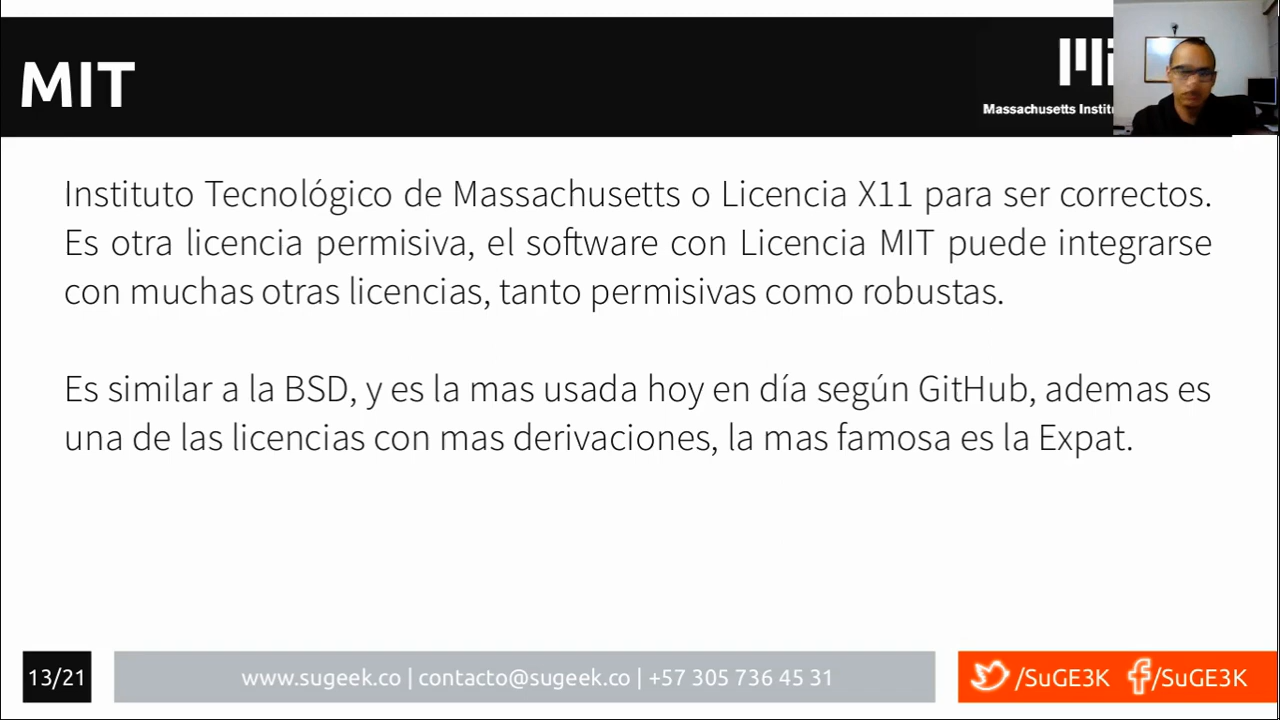 MIT
Massachusetts
Instituto Tecnológico de Massachusetts o Licencia X11 para ser correctos.
Es otra licencia permisiva, el software con Licencia MIT puede integrarse
con muchas otras licencias, tanto permisivas como robustas.
Es similar a la BSD, y es la mas usada hoy en día según GitHub, ademas es
una de las licencias con mas derivaciones, la mas famosa es la Expat.
13/21
www.sugeek.co | contacto@sugeek.co | +57 305 736 45 31
/SuGE3K /SuGE3K